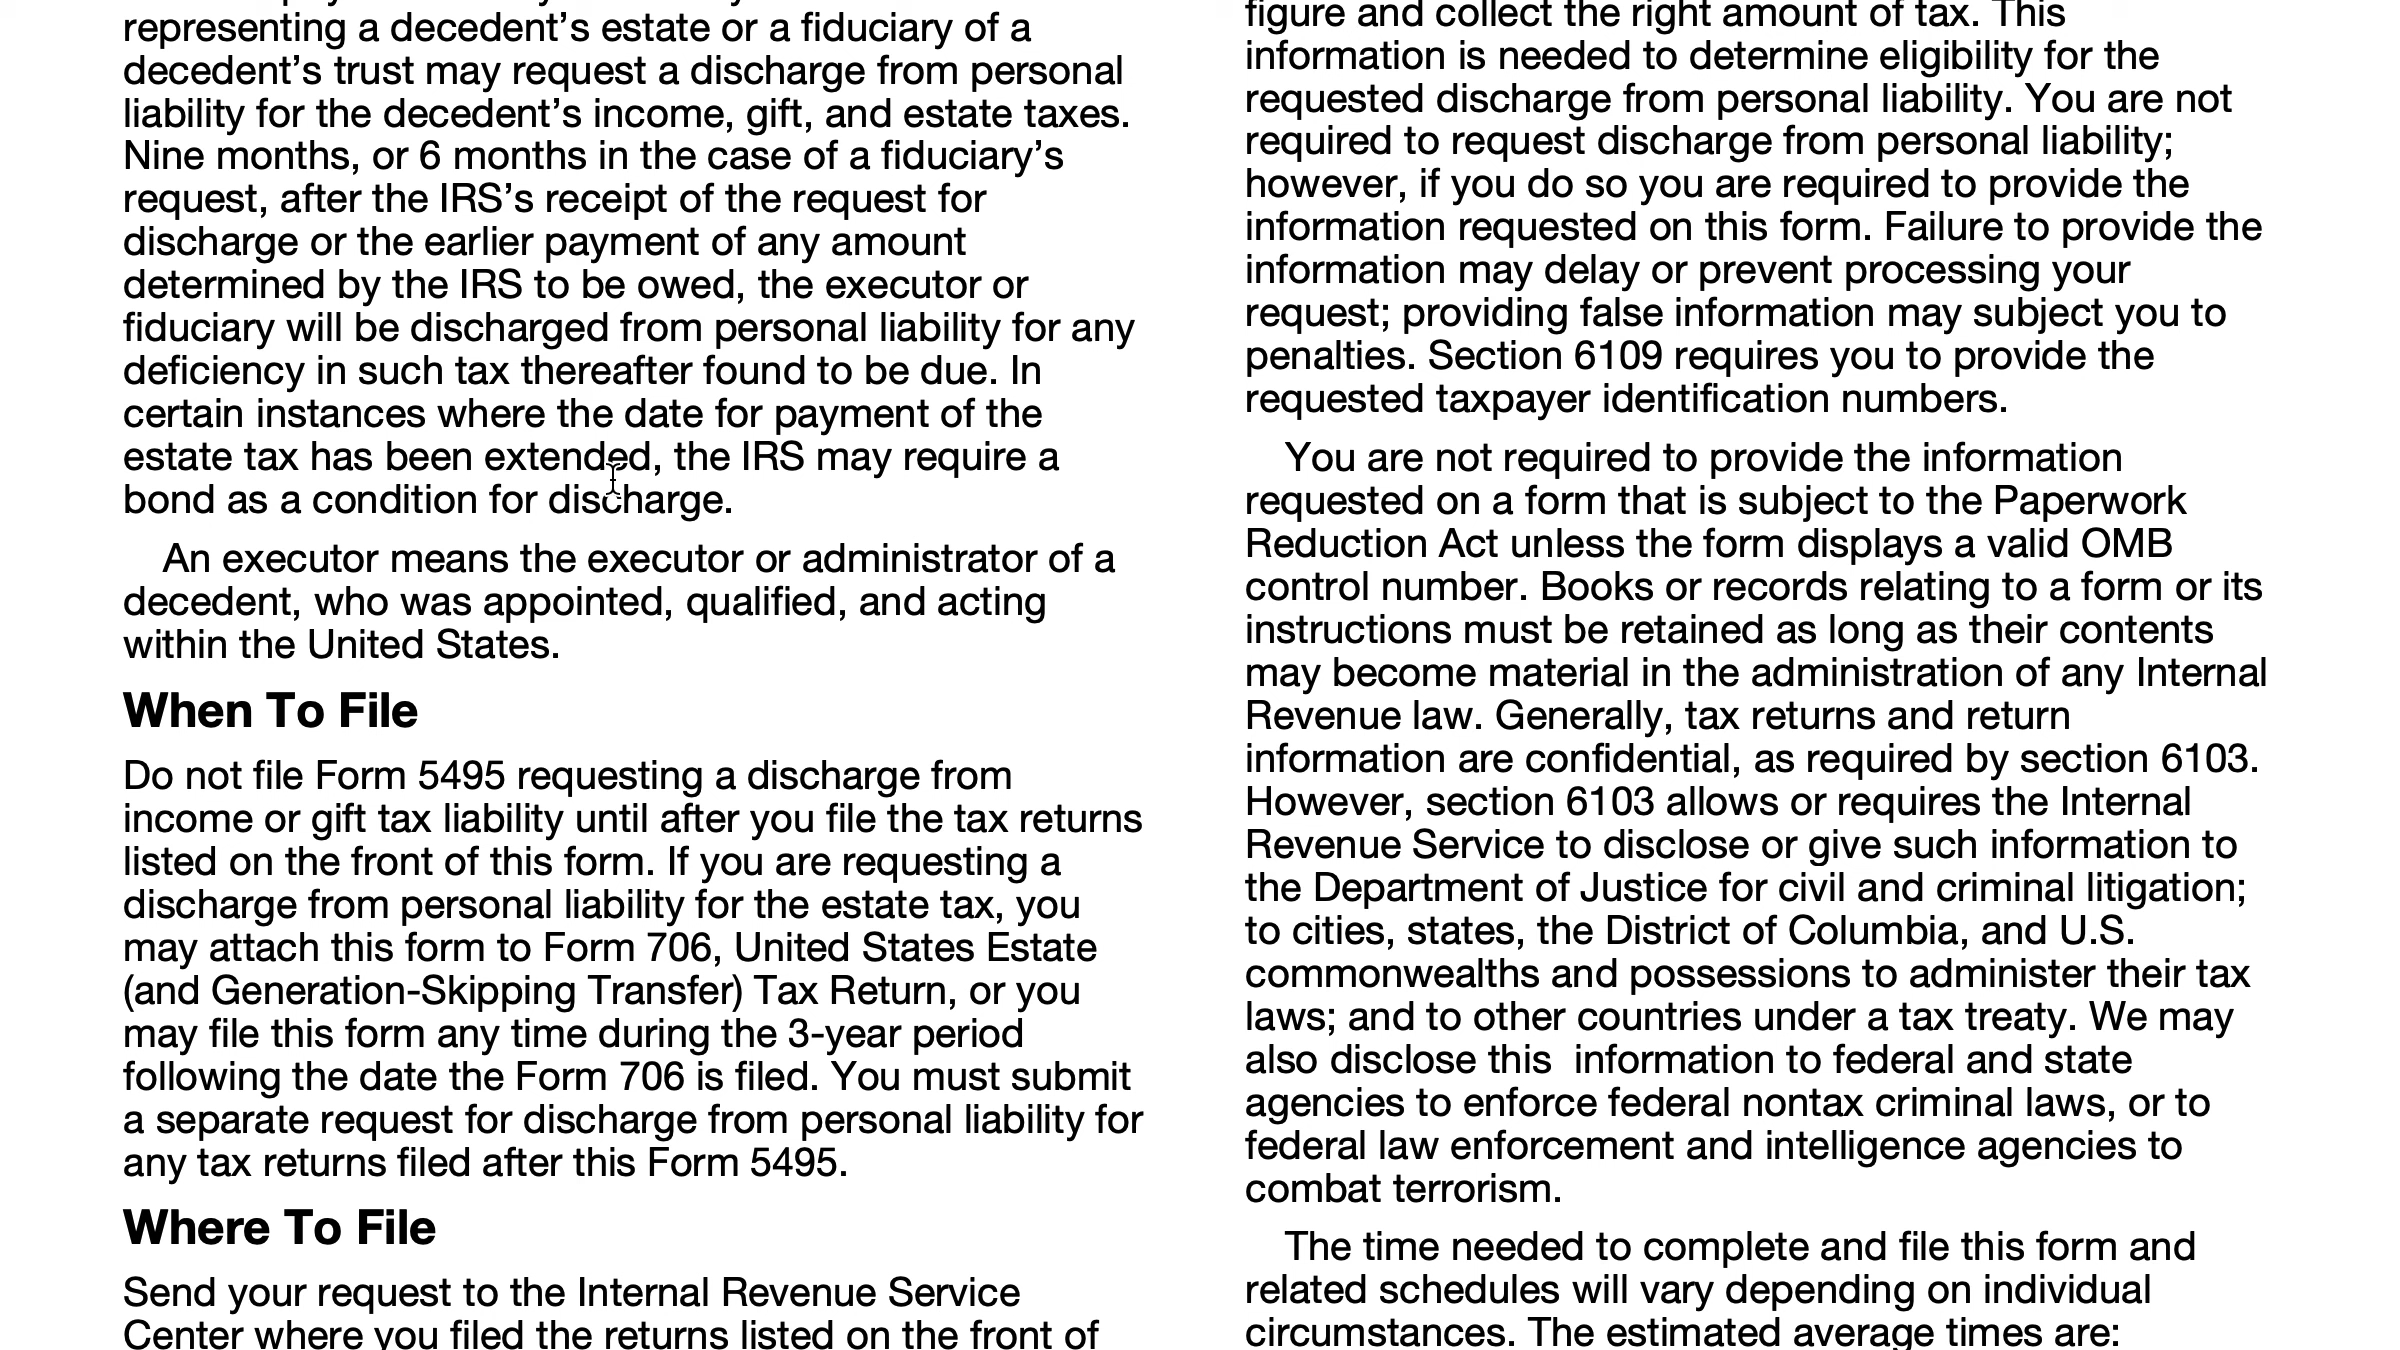 representing a decedent’s estate or a fiduciary of a
decedent’s trust may request a discharge from personal
liability for the decedent’s income, gift, and estate taxes.
Nine months, or 6 months in the case of a fiduciary’s
request, after the IRS’s receipt of the request for
discharge or the earlier payment of any amount
determined by the IRS to be owed, the executor or
fiduciary will be discharged from personal liability for any
deficiency in such tax thereafter found to be due. In
certain instances where the date for payment of the
estate tax has been extended, the IRS may require a
bond as a condition for discharge.
An executor means the executor or administrator of a
decedent, who was appointed, qualified, and acting
within the United States.
When To File
Do not file Form 5495 requesting a discharge from
income or gift tax liability until after you file the tax returns
listed on the front of this form. If you are requesting a
discharge from personal liability for the estate tax, you
may attach this form to Form 706, United States Estate
(and Generation-Skipping Transfer) Tax Return, or you
may file this form any time during the 3-year period
following the date the Form 706 is filed. You must submit
a separate request for discharge from personal liability for
any tax returns filed after this Form 5495.
Where To File
Send your request to the Internal Revenue Service
Center where you filed the returns listed on the front of
figure and collect the right amount of tax. This
information is needed to determine eligibility for the
requested discharge from personal liability. You are not
required to request discharge from personal liability;
however, if you do so you are required to provide the
information requested on this form. Failure to provide the
information may delay or prevent processing your
request; providing false information may subject you to
penalties. Section 6109 requires you to provide the
requested taxpayer identification numbers.
You are not required to provide the information
requested on a form that is subject to the Paperwork
Reduction Act unless the form displays a valid OMB
control number. Books or records relating to a form or its
instructions must be retained as long as their contents
may become material in the administration of any Internal
Revenue law. Generally, tax returns and return
information are confidential, as required by section 6103.
However, section 6103 allows or requires the Internal
Revenue Service to disclose or give such information to
the Department of Justice for civil and criminal litigation;
to cities, states, the District of Columbia, and U.S.
commonwealths and possessions to administer their tax
laws; and to other countries under a tax treaty. We may
also disclose this  information to federal and state
agencies to enforce federal nontax criminal laws, or to
federal law enforcement and intelligence agencies to
combat terrorism.
The time needed to complete and file this form and
related schedules will vary depending on individual
circumstances. The estimated average times are: